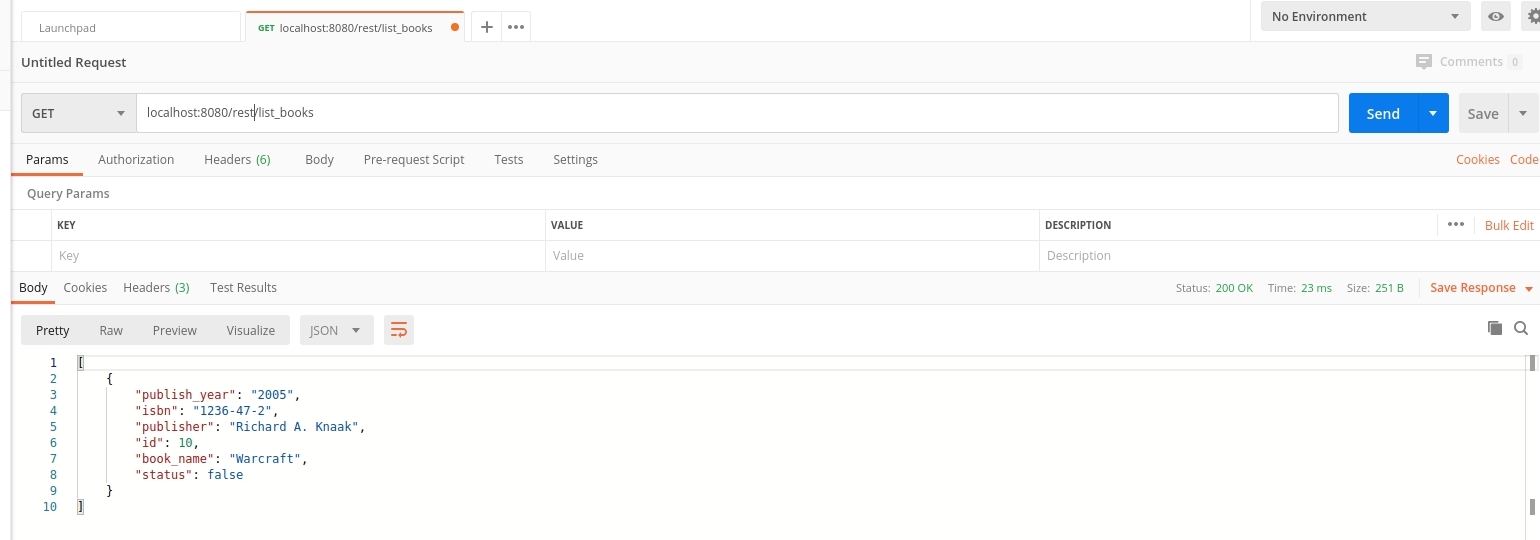 Launchpad
GET localhost:8080/rest/list_books
+ •••
No Environment
Untitled Request
Comments 0
GET
localhost:8080/rest/list_books
Send
Save
Params Authorization Headers (6) Body Pre-request Script Tests Settings
Cookies Code
Query Params
KEY VALUE DESCRIPTION ••• Bulk Edit
Key Value Description
Body Cookies Headers (3) Test Results
Status: 200 OK Time: 23 ms Size: 251 B Save Response
Pretty Raw Preview Visualize JSON
1 [
2 {
3 "publish_year": "2005",
4 "isbn": "1236-47-2",
5 "publisher": "Richard A. Knaak",
6 "id": 10,
7 "book_name": "Warcraft",
8 "status": false
9 }
10 ]